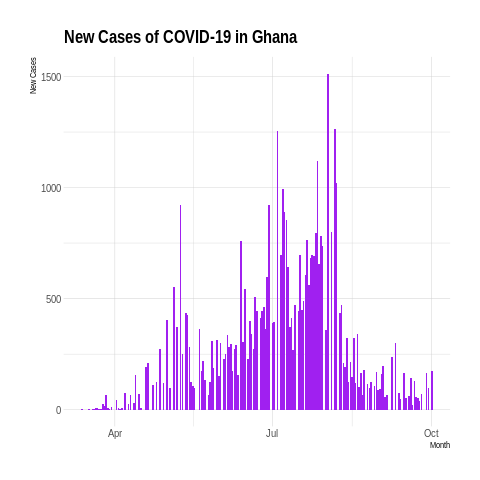 New Cases of COVID-19 in Ghana
New Cases
1500
1000
500
0
Apr
Jul
Oct
Month